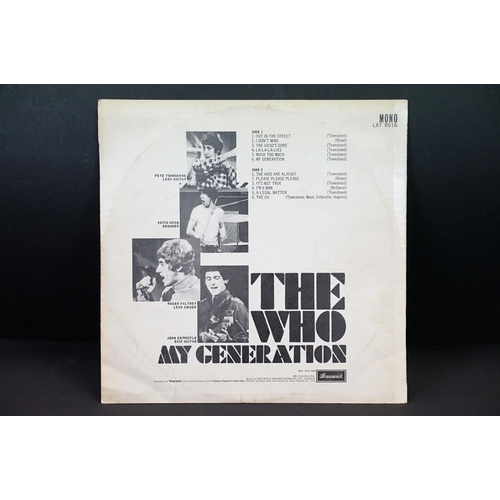 MONO
LAT 8616
SIDE 1
1. OUT IN THE STREET (Townshend)
2. I DON'T MIND (Brown)
3. THE GOOD'S GONE (Townshend)
4. LA-LA-LA-LIES (Townshend)
5. MUCH TOO MUCH (Townshend)
6. MY GENERATION (Townshend)
SIDE 2
1. THE KIDS ARE ALRIGHT (Townshend)
2. PLEASE PLEASE PLEASE (Brown)
3. IT'S NOT TRUE (Townshend)
4. I'M A MAN (McDaniel)
5. A LEGAL MATTER (Townshend)
6. THE OX (Townshend; Moon; Entwistle; Hopkins)
PETE TOWNSHEND
LEAD GUITAR
KEITH MOON
DRUMMER
ROGER DALTREY
LEAD SINGER
JOHN ENTWISTLE
BASS GUITAR
THE
WHO
MY GENERATION
Brunswick